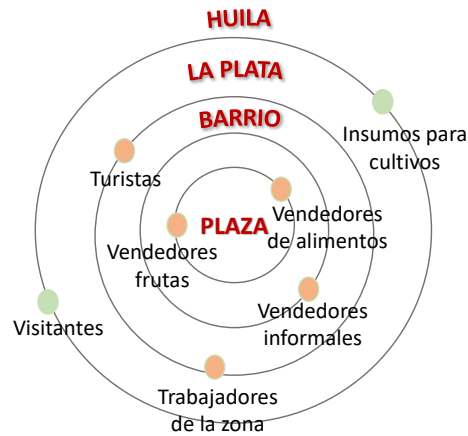 HUILA
LA PLATA
BARRIO
Insumos para
cultivos
Turistas
PLAZA
Vendedores
de alimentos
Vendedores
frutas
Vendedores
informales
Visitantes
Trabajadores
de la zona